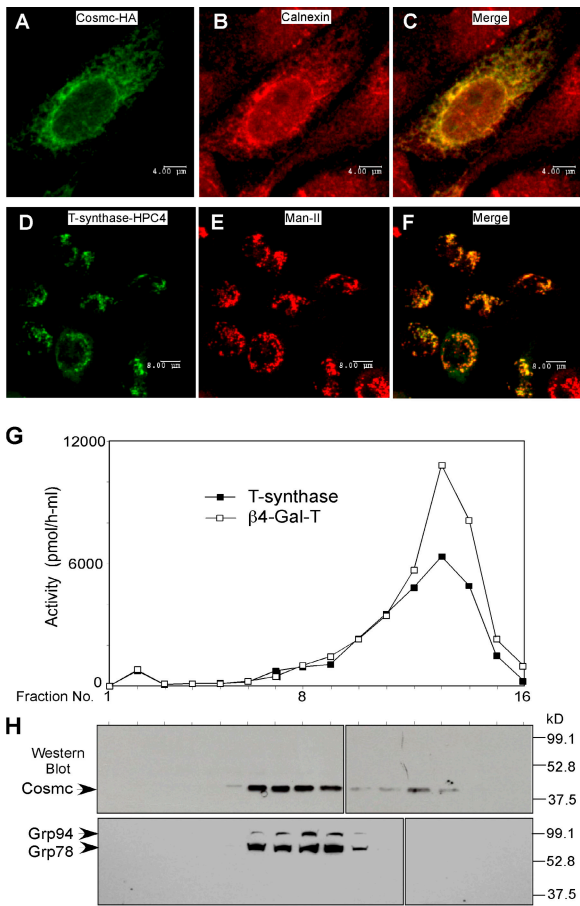 A Cosmc-HA B Calnexin C Merge
4.00 µm 4.00 µm 4.00 µm
D T-synthase-HPC4 E Man-II F Merge
8.00 µm 8.00 µm 8.00 µm
G
12000
6000
0
Activity (pmol/h-ml)
T-synthase
β4-Gal-T
Fraction No. 1 8 16
H
kD
Western
Blot
Cosmc
99.1
52.8
37.5
Grp94
Grp78
99.1
52.8
37.5